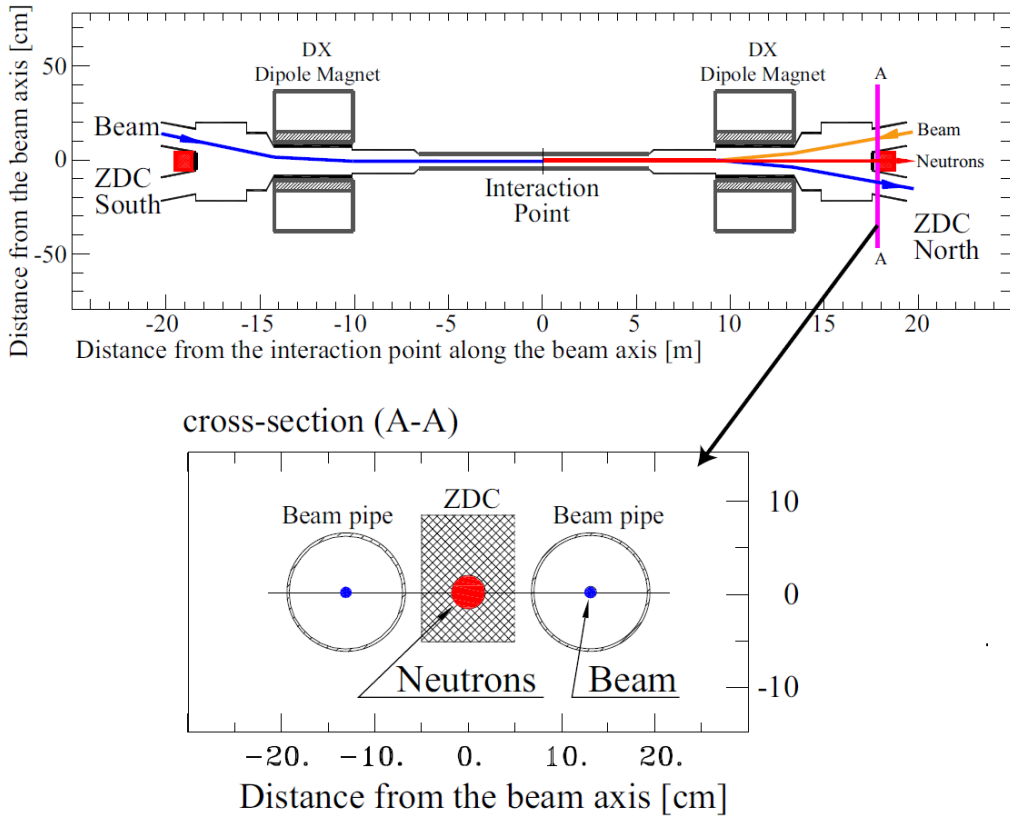 Distance from the beam axis [cm]
50
0
-50
DX
Dipole Magnet
DX
Dipole Magnet
A
Beam
Beam
Neutrons
ZDC
South
Interaction
Point
ZDC
North
A
-20
-15
-10
-5
0
5
10
15
20
Distance from the interaction point along the beam axis [m]
cross-section (A-A)
ZDC
Beam pipe
Beam pipe
10
0
-10
Neutrons
Beam
-20.
-10.
0.
10.
20.
Distance from the beam axis [cm]